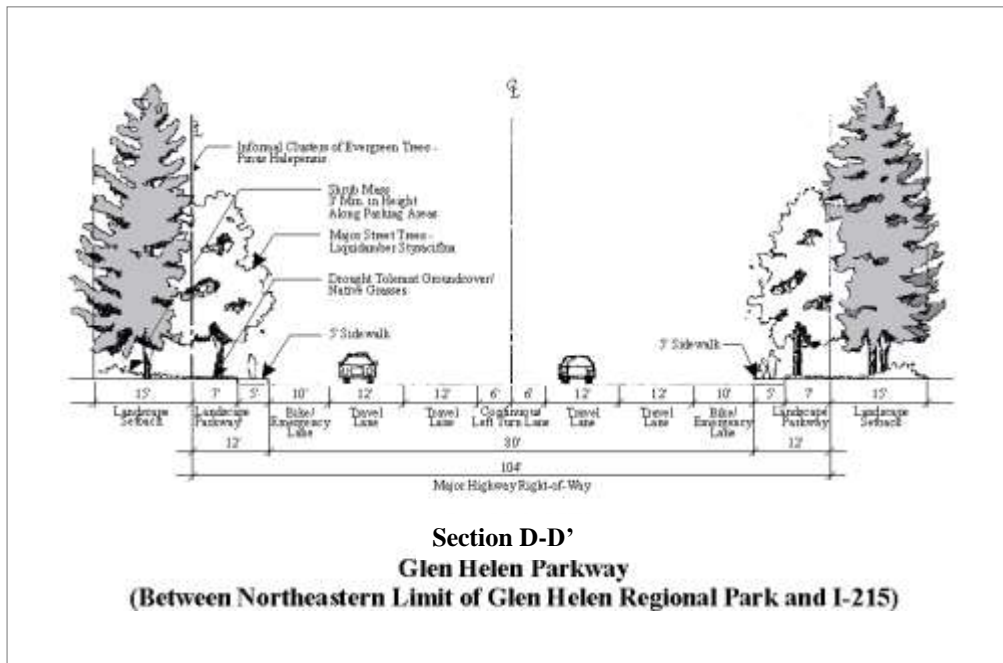 ℄
Informal Clusters of Evergreen Trees -
Pinus Halepensis
Shrub Mass
3' Min. in Height
Along Parking Areas
Major Street Trees -
Liquidamber Styraciflua
Drought Tolerant Groundcover/
Native Grasses
5' Sidewalk
5' Sidewalk
15' 7' 5' 10' 12' 12' 6' 6' 12' 12' 10' 5' 7' 15'
Landscape Setback
Landscape Parkway
Bike/ Emergency Lane
Travel Lane
Travel Lane
Continuous Left Turn Lane
Travel Lane
Travel Lane
Bike/ Emergency Lane
Landscape Parkway
Landscape Setback
12' 80' 12'
104'
Major Highway Right-of-Way
Section D-D’
Glen Helen Parkway
(Between Northeastern Limit of Glen Helen Regional Park and I-215)